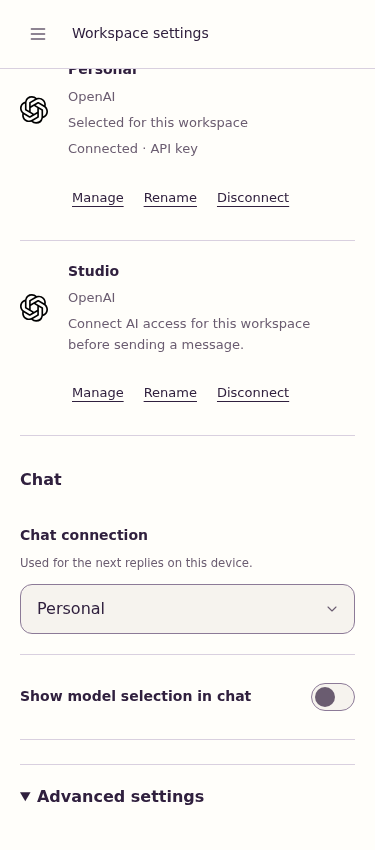 Workspace settings
Personal
OpenAI
Selected for this workspace
Connected · API key
Manage Rename Disconnect
Studio
OpenAI
Connect AI access for this workspace
before sending a message.
Manage Rename Disconnect
Chat
Chat connection
Used for the next replies on this device.
Personal
Show model selection in chat
Advanced settings